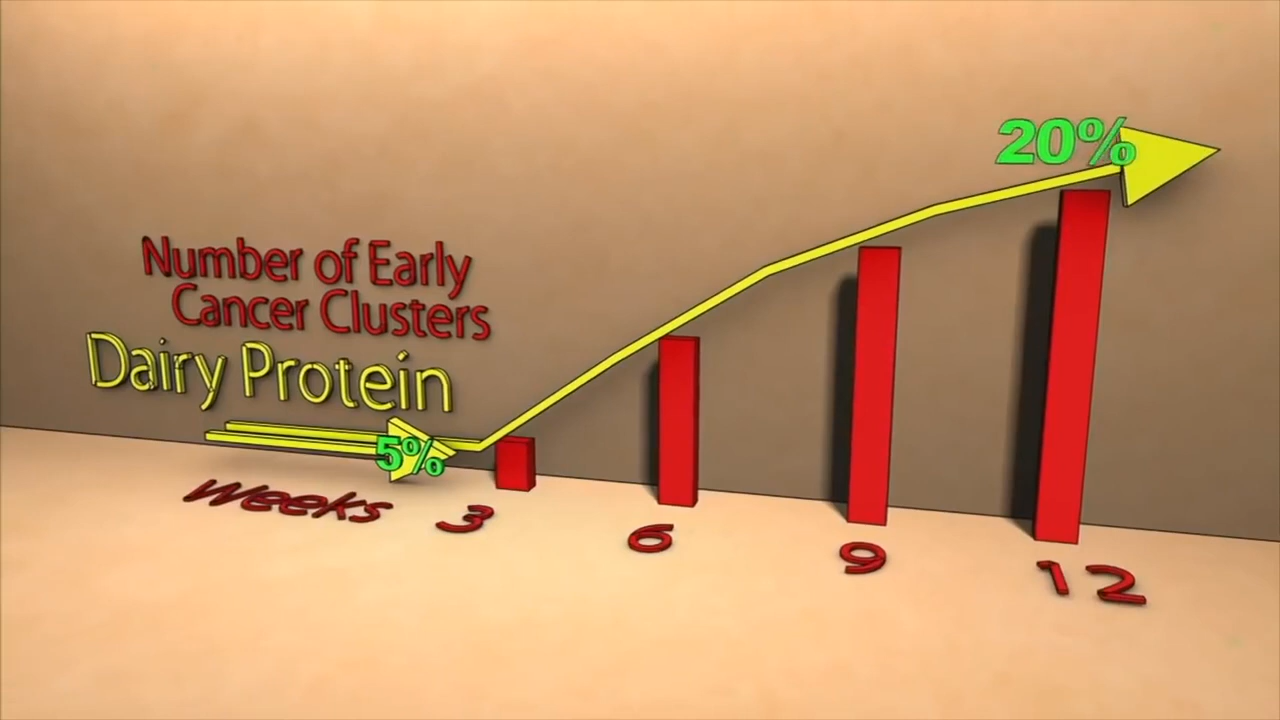 20%
Number of Early
Cancer Clusters
Dairy Protein
5%
Weeks 3 6 9 12